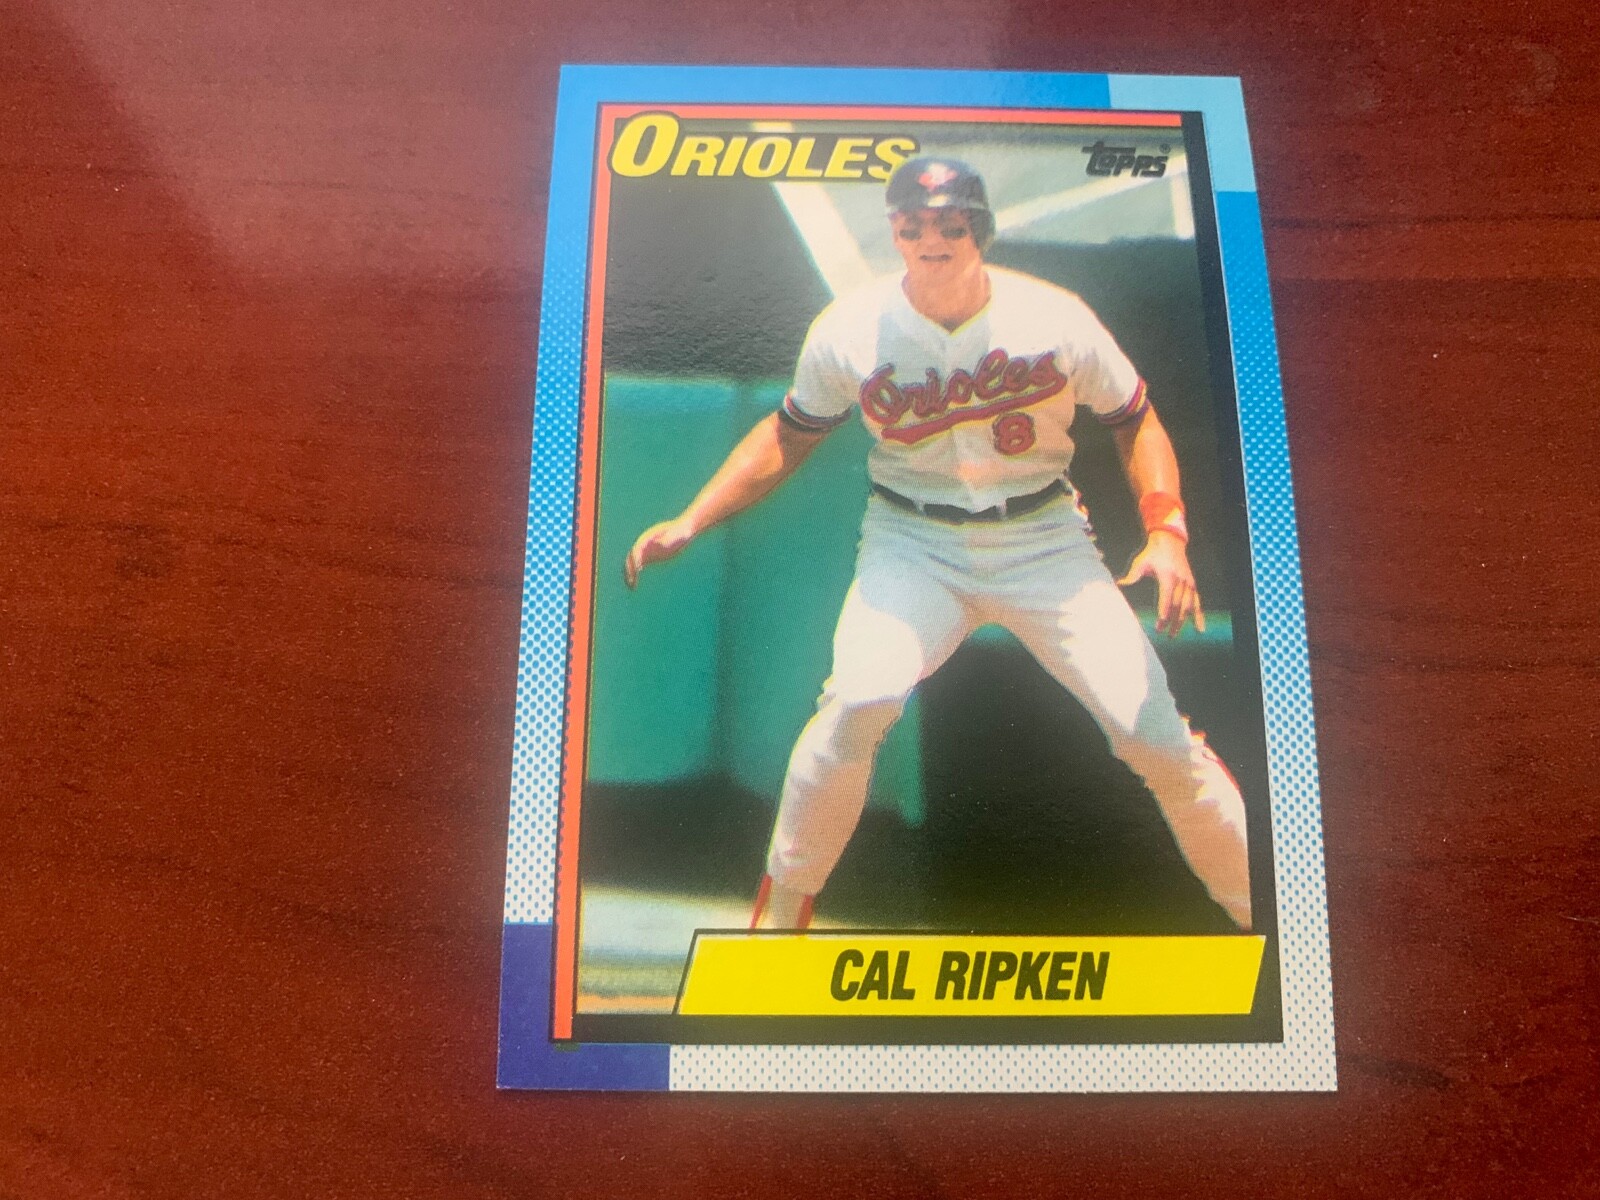 ORIOLES
TOPPS®
Orioles
8
CAL RIPKEN